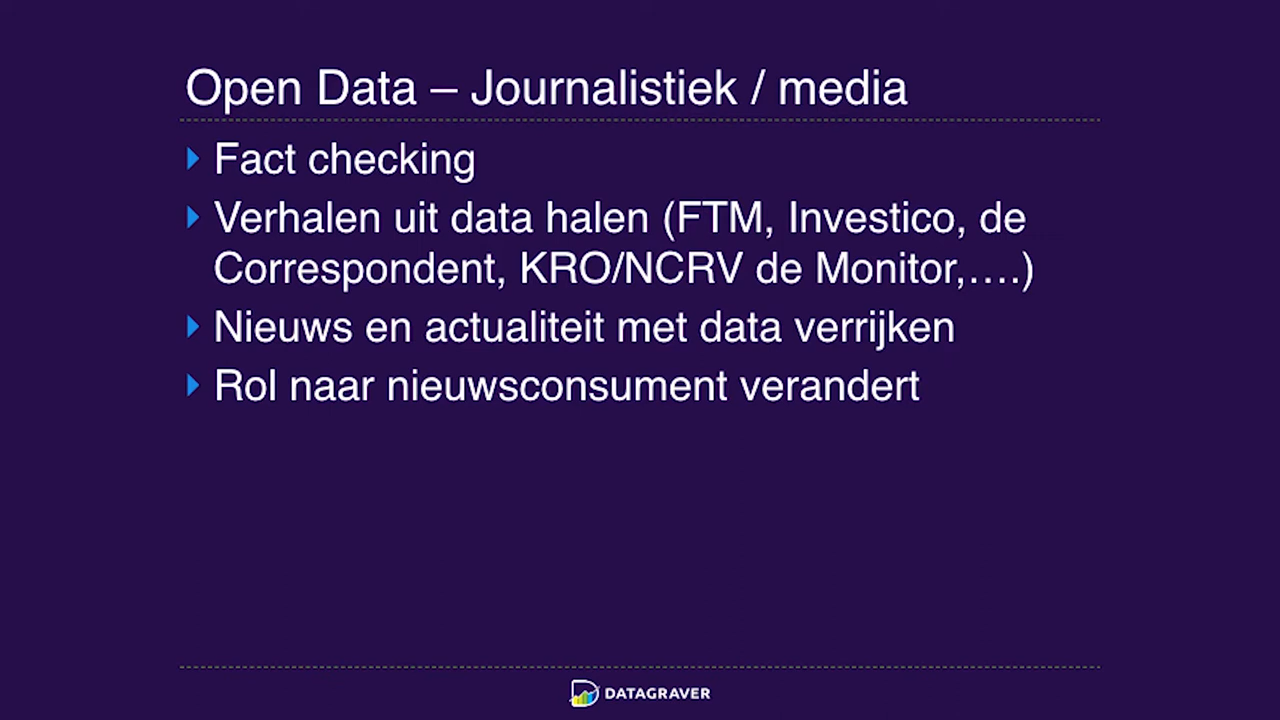 Open Data – Journalistiek / media
Fact checking
Verhalen uit data halen (FTM, Investico, de
Correspondent, KRO/NCRV de Monitor,….)
Nieuws en actualiteit met data verrijken
Rol naar nieuwsconsument verandert
DATAGRAVER